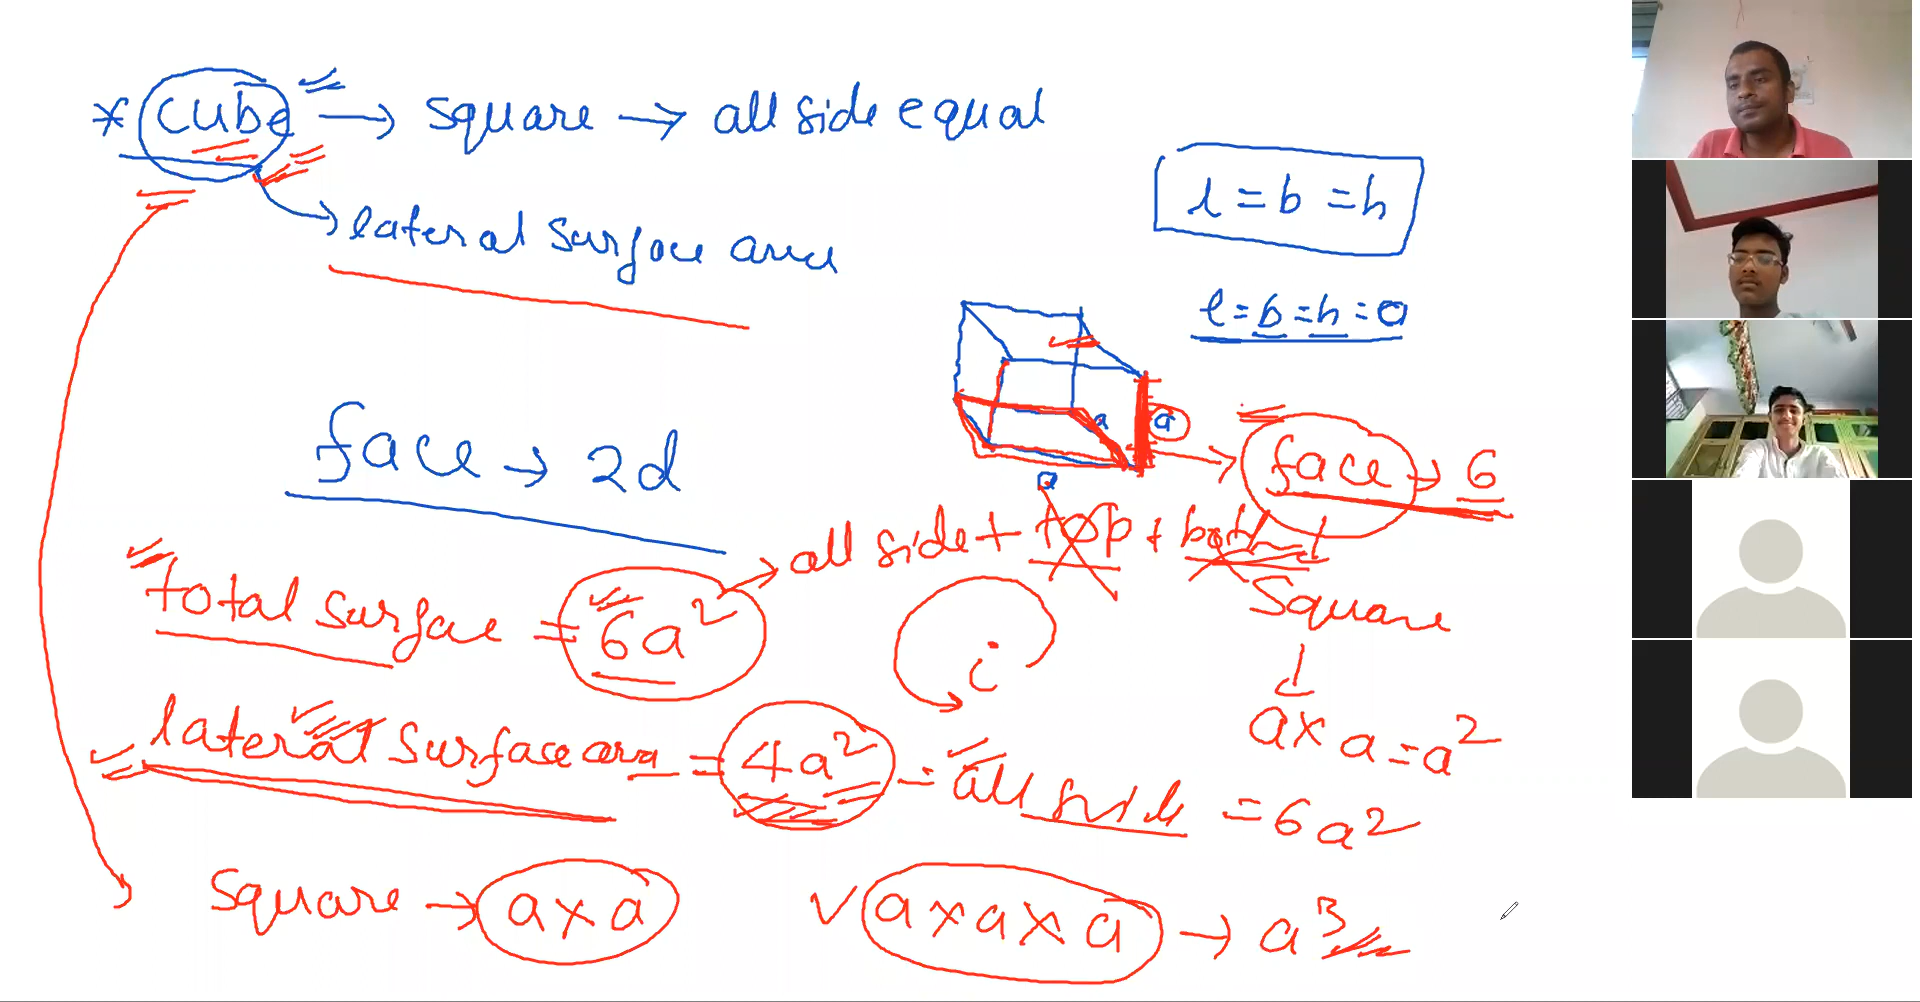 * cube → square → all side equal
l = b = h
lateral surface area
l = b = h = a
a
a
a
face → 2d
face → 6
all side + top + bottom
Square
total surface = 6a²
a × a = a²
lateral surface area = 4a² = all side = 6a²
Square → a × a
a × a × a → a³